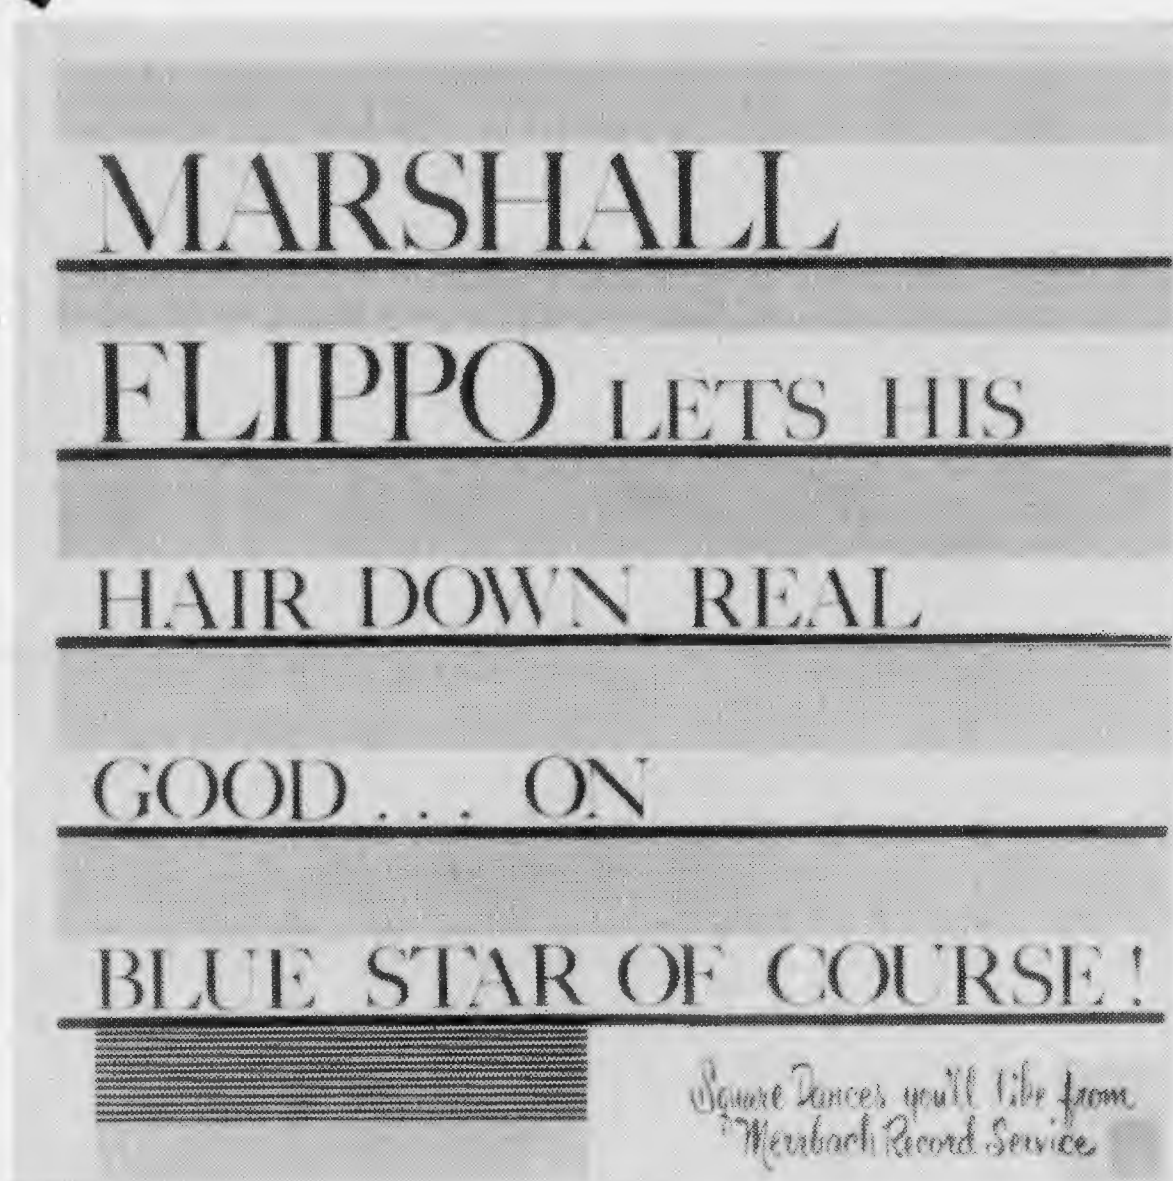 MARSHALL
FLIPPO LETS HIS
HAIR DOWN REAL
GOOD... ON
BLUE STAR OF COURSE!
Square Dances you'll like from
Merrbach Record Service